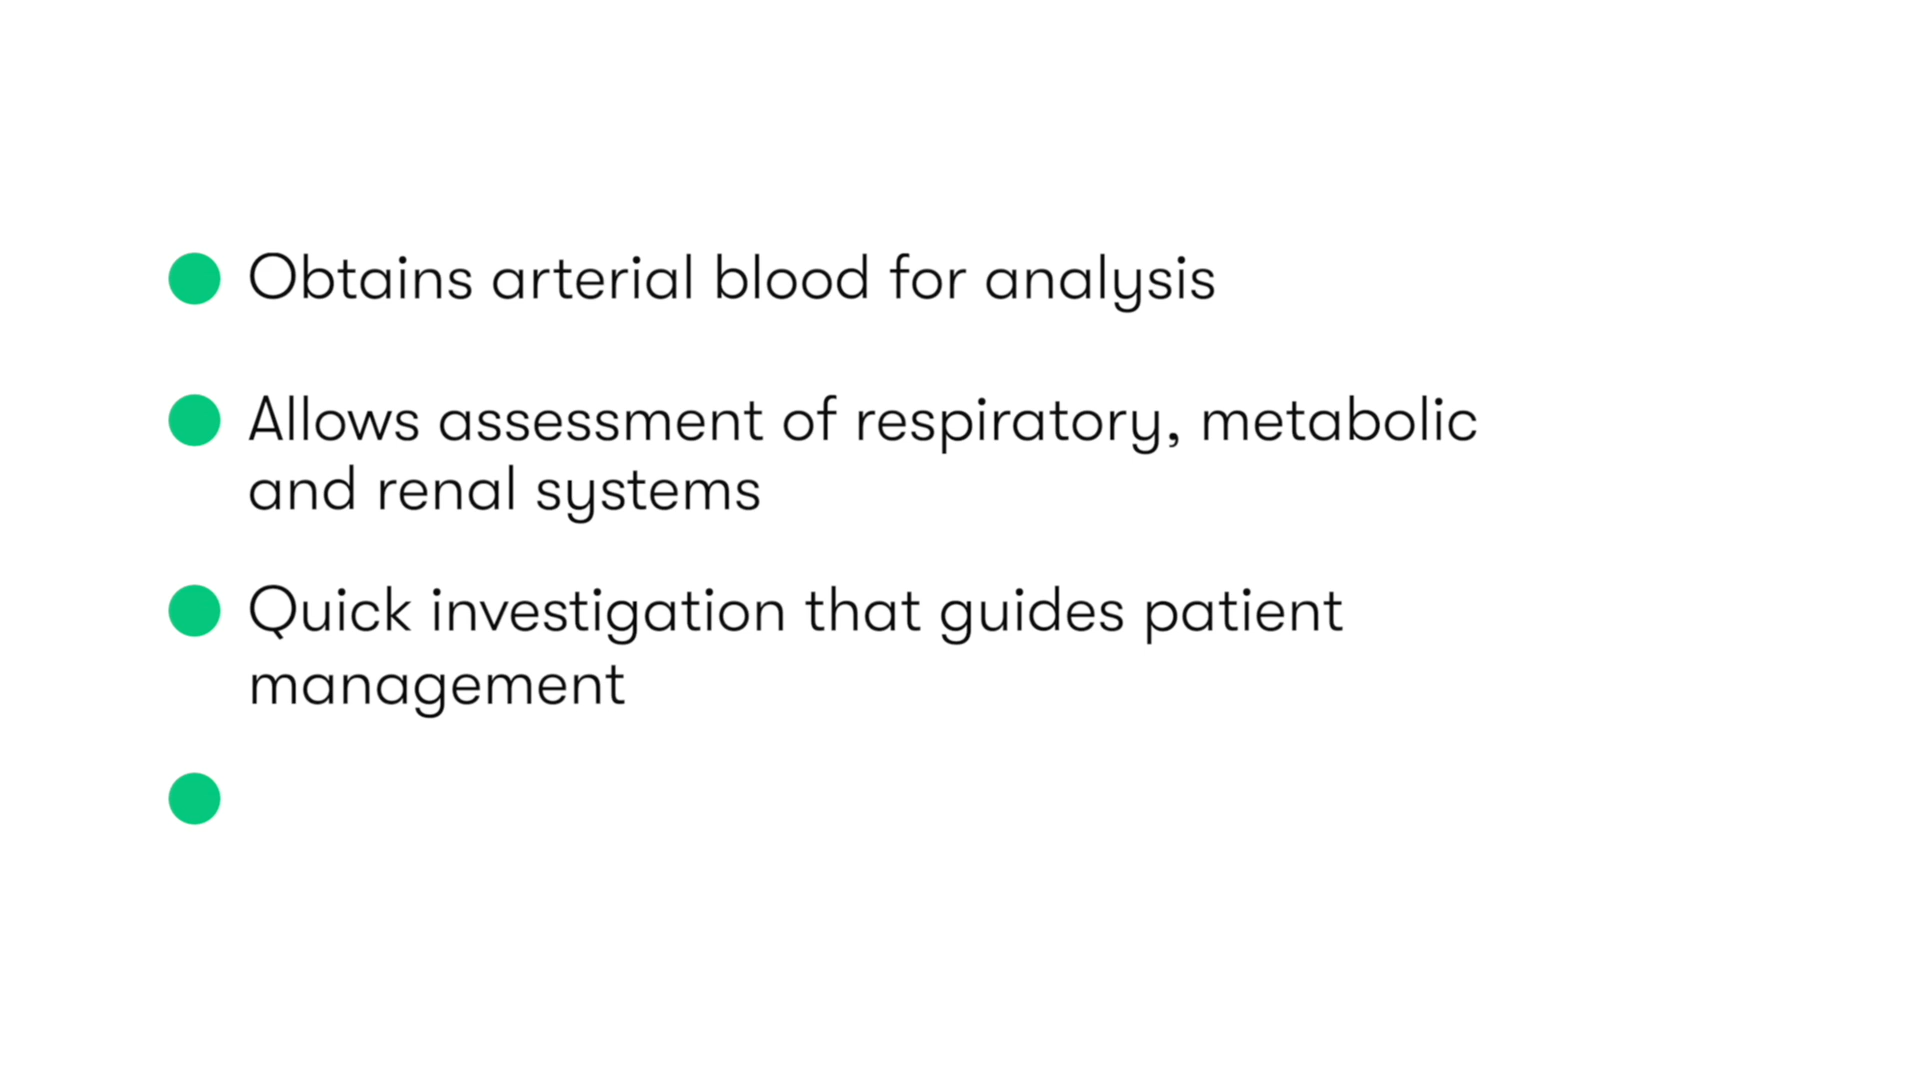 Obtains arterial blood for analysis
Allows assessment of respiratory, metabolic
and renal systems
Quick investigation that guides patient
management